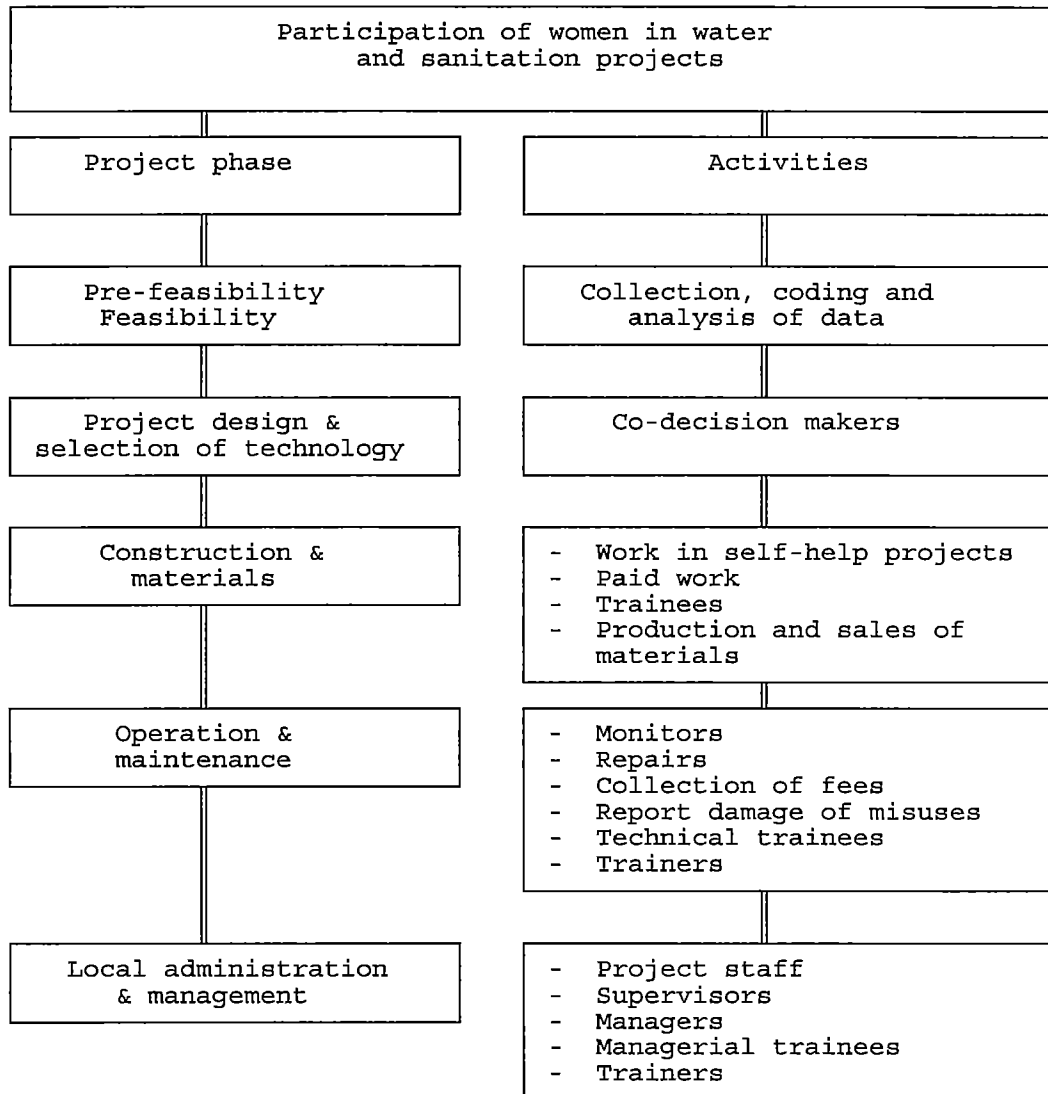 Participation of women in water
and sanitation projects
Project phase
Activities
Pre-feasibility
Feasibility
Collection, coding and
analysis of data
Project design &
selection of technology
Co-decision makers
Construction &
materials
- Work in self-help projects
- Paid work
- Trainees
- Production and sales of
materials
Operation &
maintenance
- Monitors
- Repairs
- Collection of fees
- Report damage of misuses
- Technical trainees
- Trainers
Local administration
& management
- Project staff
- Supervisors
- Managers
- Managerial trainees
- Trainers